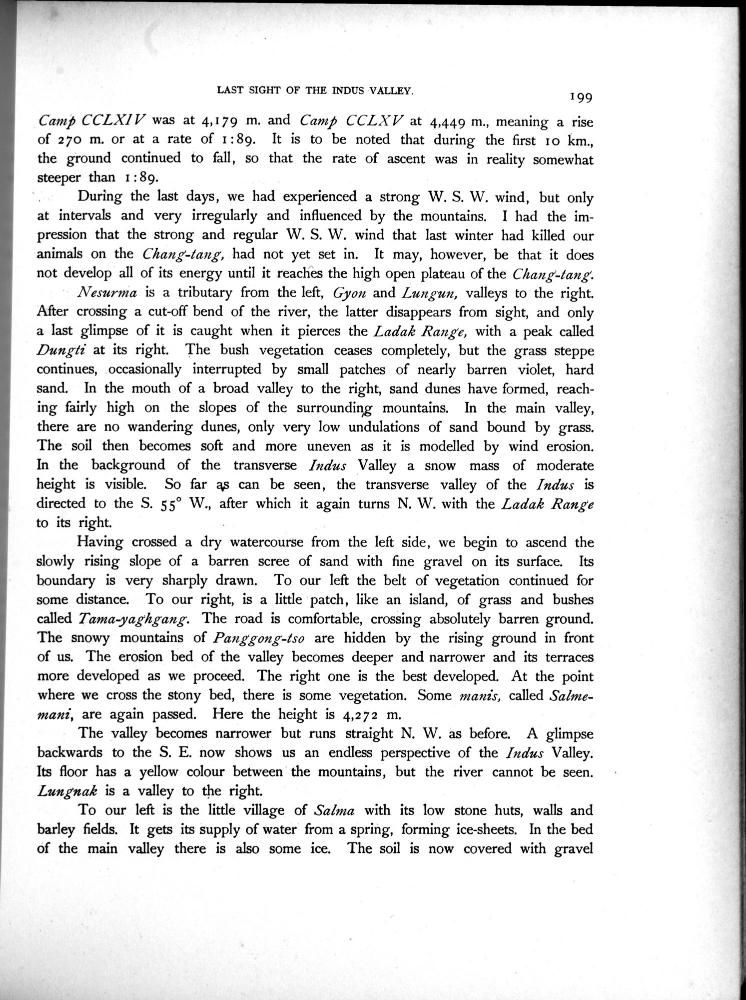 LAST SIGHT OF THE INDUS VALLEY.
199
Camp CCLXIV was at 4,179 m. and Camp CCLXV at 4,449 m., meaning a rise
of 270 m. or at a rate of 1:89. It is to be noted that during the first 10 km.,
the ground continued to fall, so that the rate of ascent was in reality somewhat
steeper than 1:89.
During the last days, we had experienced a strong W. S. W. wind, but only
at intervals and very irregularly and influenced by the mountains. I had the im-
pression that the strong and regular W. S. W. wind that last winter had killed our
animals on the Chang-tang, had not yet set in. It may, however, be that it does
not develop all of its energy until it reaches the high open plateau of the Chang-tang.
Nesurma is a tributary from the left, Gyon and Lungun, valleys to the right.
After crossing a cut-off bend of the river, the latter disappears from sight, and only
a last glimpse of it is caught when it pierces the Ladak Range, with a peak called
Dungti at its right. The bush vegetation ceases completely, but the grass steppe
continues, occasionally interrupted by small patches of nearly barren violet, hard
sand. In the mouth of a broad valley to the right, sand dunes have formed, reach-
ing fairly high on the slopes of the surrounding mountains. In the main valley,
there are no wandering dunes, only very low undulations of sand bound by grass.
The soil then becomes soft and more uneven as it is modelled by wind erosion.
In the background of the transverse Indus Valley a snow mass of moderate
height is visible. So far as can be seen, the transverse valley of the Indus is
directed to the S. 55° W., after which it again turns N. W. with the Ladak Range
to its right.
Having crossed a dry watercourse from the left side, we begin to ascend the
slowly rising slope of a barren scree of sand with fine gravel on its surface. Its
boundary is very sharply drawn. To our left the belt of vegetation continued for
some distance. To our right, is a little patch, like an island, of grass and bushes
called Tama-yaghgang. The road is comfortable, crossing absolutely barren ground.
The snowy mountains of Panggong-tso are hidden by the rising ground in front
of us. The erosion bed of the valley becomes deeper and narrower and its terraces
more developed as we proceed. The right one is the best developed. At the point
where we cross the stony bed, there is some vegetation. Some manis, called Salme-
mani, are again passed. Here the height is 4,272 m.
The valley becomes narrower but runs straight N. W. as before. A glimpse
backwards to the S. E. now shows us an endless perspective of the Indus Valley.
Its floor has a yellow colour between the mountains, but the river cannot be seen.
Lungnak is a valley to the right.
To our left is the little village of Salma with its low stone huts, walls and
barley fields. It gets its supply of water from a spring, forming ice-sheets. In the bed
of the main valley there is also some ice. The soil is now covered with gravel